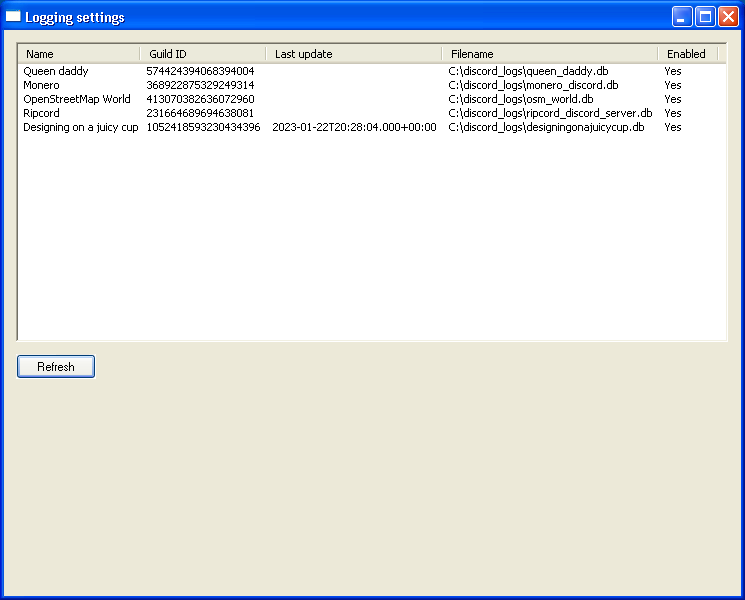 Logging settings
Name Guild ID Last update Filename Enabled
Queen daddy 574424394068394004 C:\discord_logs\queen_daddy.db Yes
Monero 368922875329249314 C:\discord_logs\monero_discord.db Yes
OpenStreetMap World 413070382636072960 C:\discord_logs\osm_world.db Yes
Ripcord 231664689694638081 C:\discord_logs\ripcord_discord_server.db Yes
Designing on a juicy cup 1052418593230434396 2023-01-22T20:28:04.000+00:00 C:\discord_logs\designingonajuicycup.db Yes
Refresh